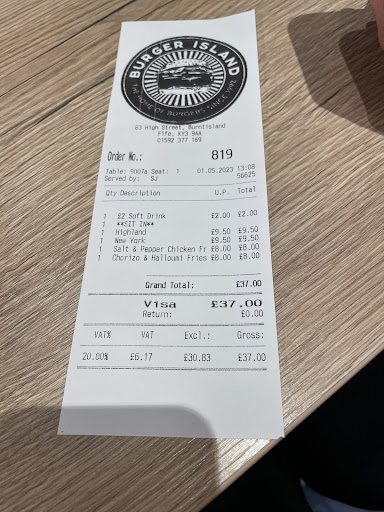 BURGER ISLAND
THE HOME OF BURGERS SINCE 1992
83 High Street, Burntisland
Fife, KY3 9AA
01592 377 169
Order No.: 819
Table: 9007a Seat: 1 01.05.2023 13:08
Served by: SJ 56625
Qty Description U.P. Total
1 £2 Soft Drink £2.00 £2.00
1 **SIT IN**
1 Highland £9.50 £9.50
1 New York £9.50 £9.50
1 Salt & Pepper Chicken Fr £8.00 £8.00
1 Chorizo & Halloumi Fries £8.00 £8.00
Grand Total: £37.00
Visa £37.00
Return: £0.00
VAT% VAT Excl.: Gross:
20.00% £6.17 £30.83 £37.00